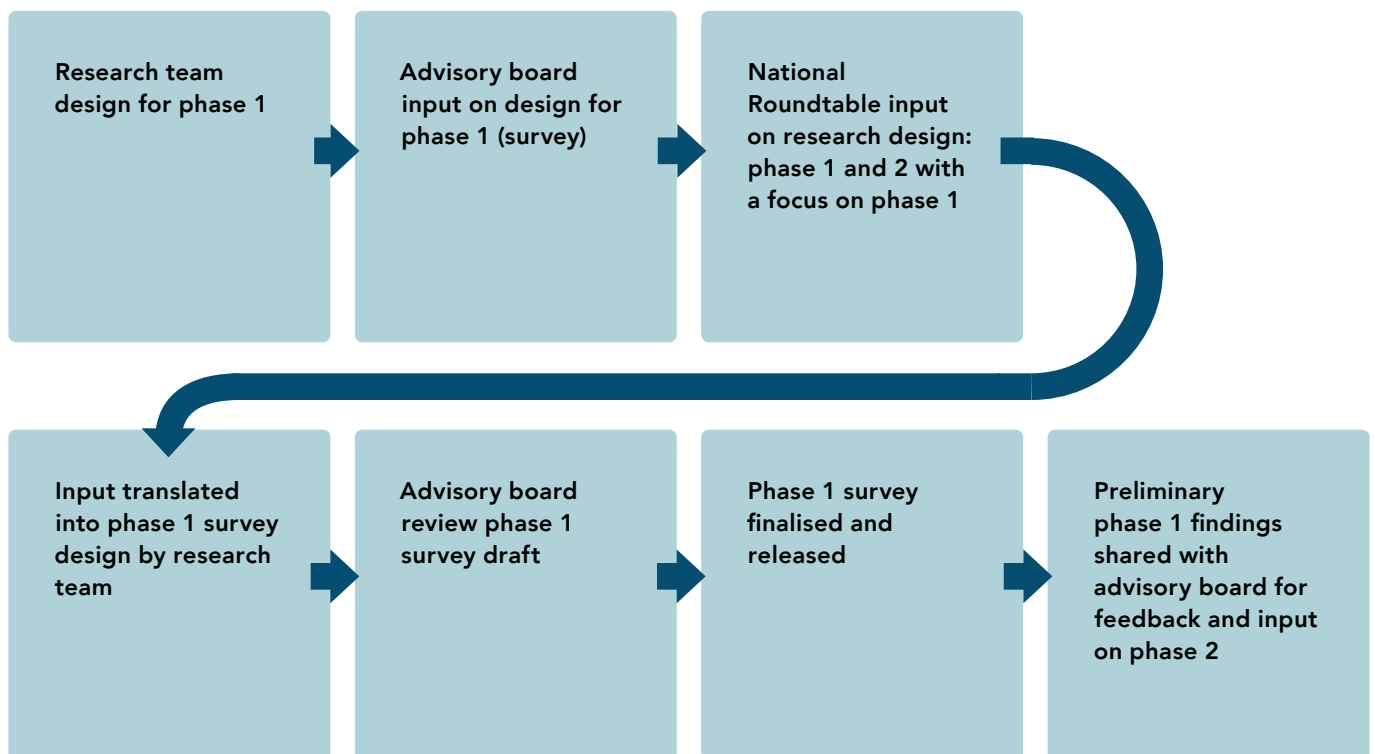 Research team
design for phase 1
Advisory board
input on design for
phase 1 (survey)
National
Roundtable input
on research design:
phase 1 and 2 with
a focus on phase 1
Input translated
into phase 1 survey
design by research
team
Advisory board
review phase 1
survey draft
Phase 1 survey
finalised and
released
Preliminary
phase 1 findings
shared with
advisory board for
feedback and input
on phase 2